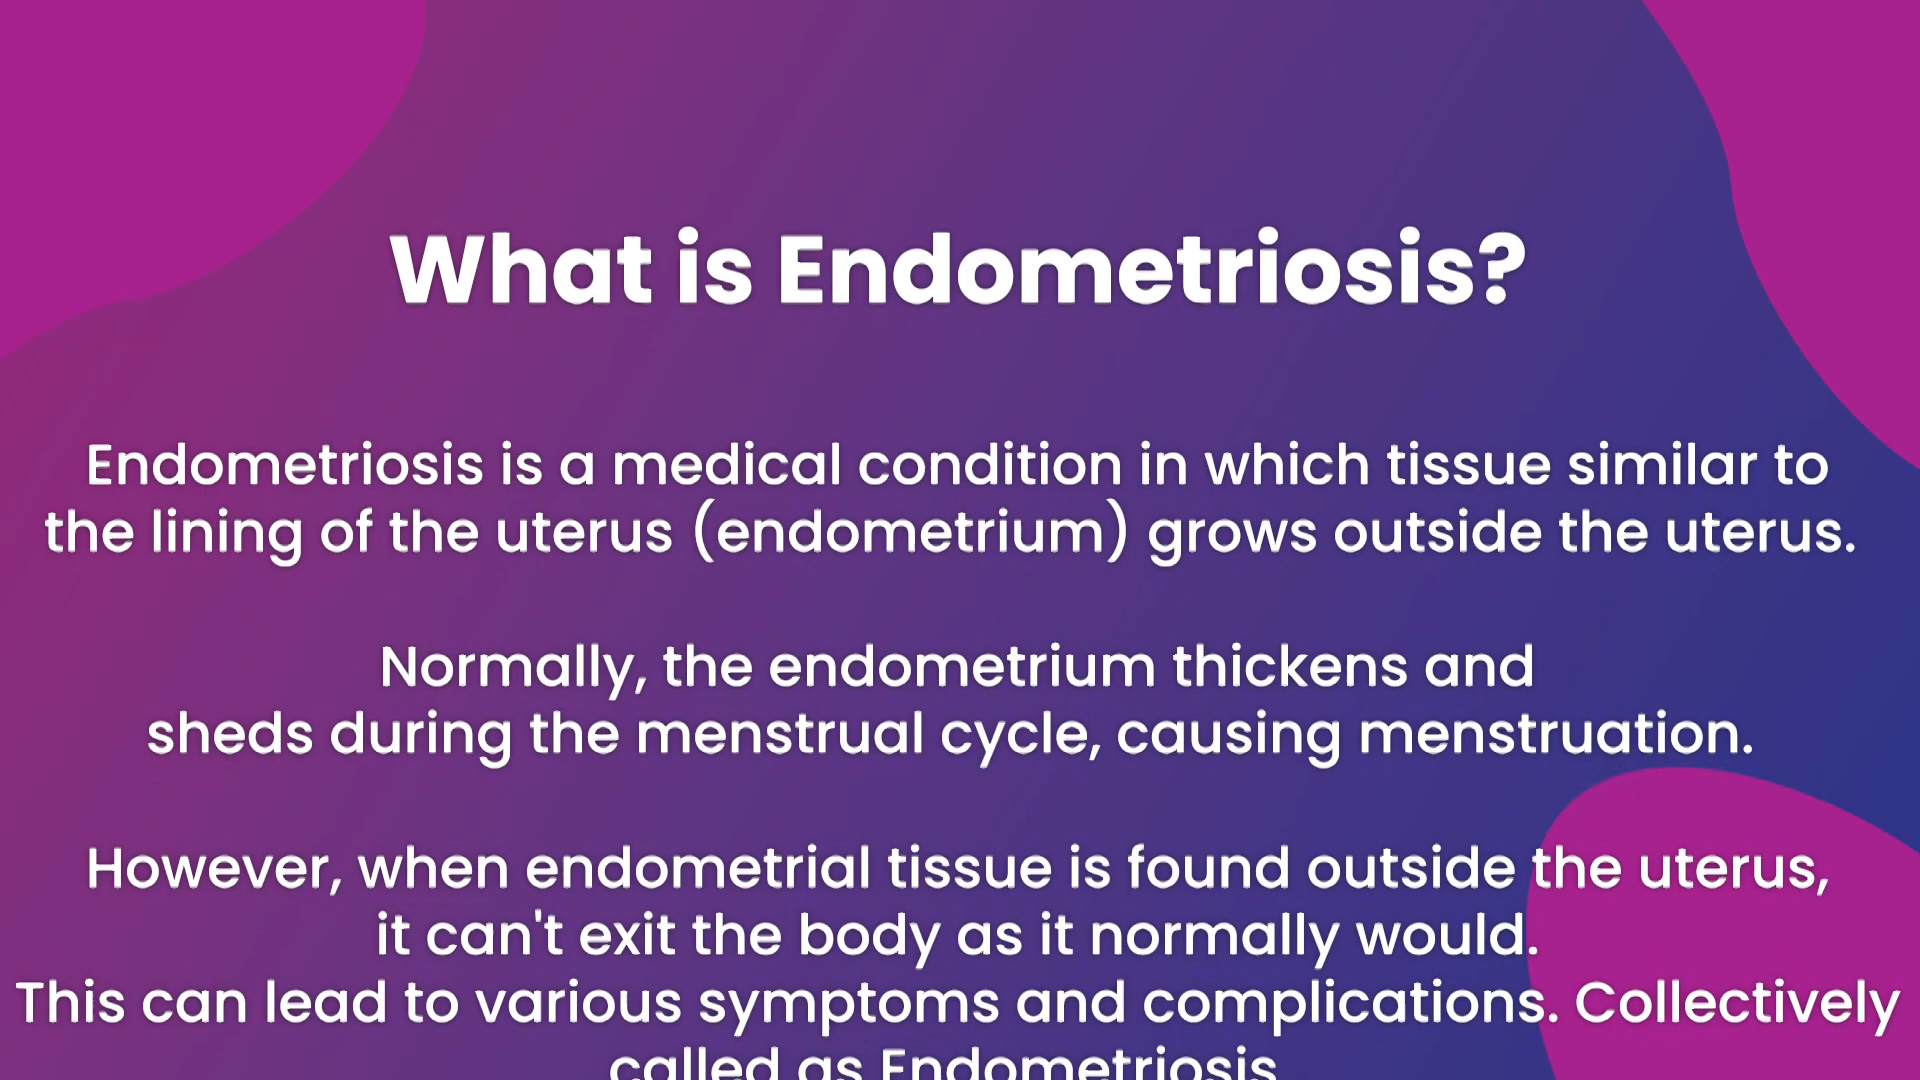 What is Endometriosis?
Endometriosis is a medical condition in which tissue similar to
the lining of the uterus (endometrium) grows outside the uterus.
Normally, the endometrium thickens and
sheds during the menstrual cycle, causing menstruation.
However, when endometrial tissue is found outside the uterus,
it can't exit the body as it normally would.
This can lead to various symptoms and complications. Collectively
called as Endometriosis